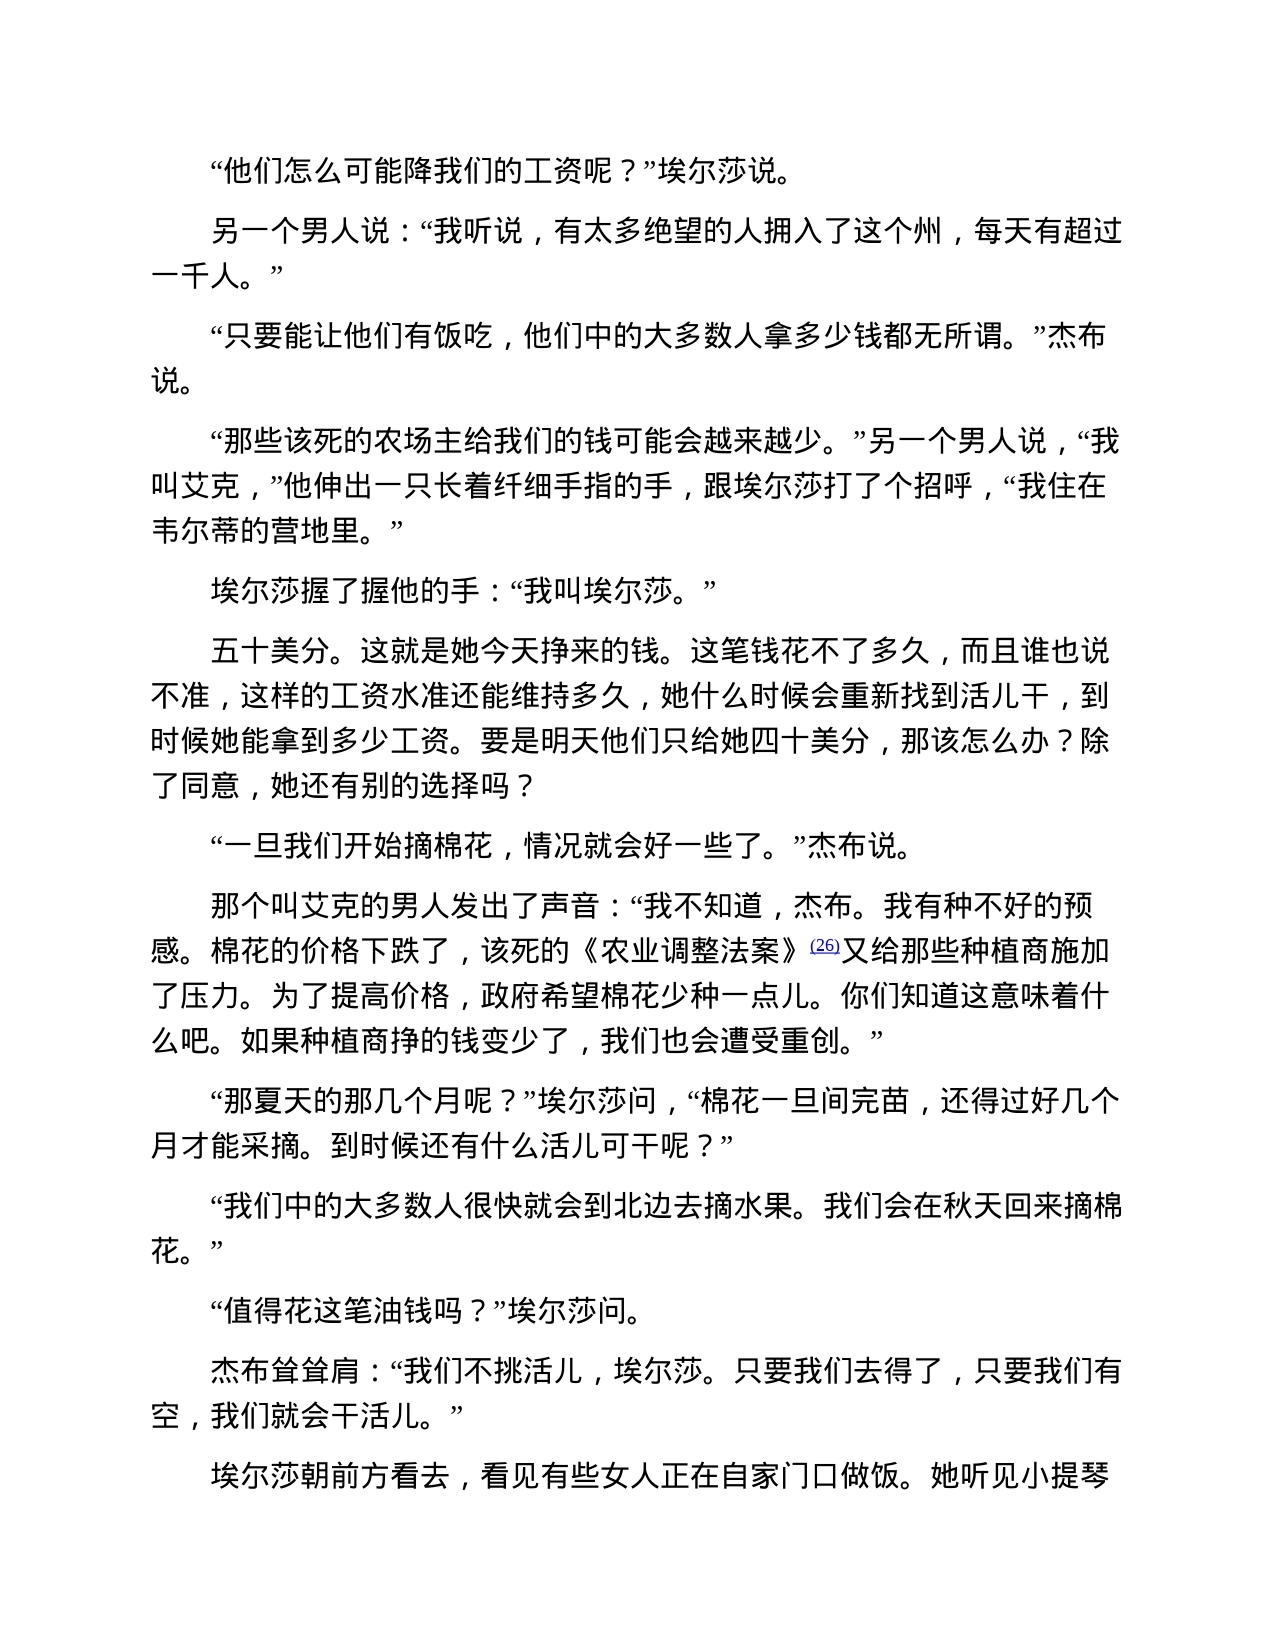 “他们怎么可能降我们的工资呢？”埃尔莎说。
另一个男人说：“我听说，有太多绝望的人拥入了这个州，每天有超过
一千人。”
“只要能让他们有饭吃，他们中的大多数人拿多少钱都无所谓。”杰布
说。
“那些该死的农场主给我们的钱可能会越来越少。”另一个男人说，“我
叫艾克，”他伸出一只长着纤细手指的手，跟埃尔莎打了个招呼，“我住在
韦尔蒂的营地里。”
埃尔莎握了握他的手：“我叫埃尔莎。”
五十美分。这就是她今天挣来的钱。这笔钱花不了多久，而且谁也说
不准，这样的工资水准还能维持多久，她什么时候会重新找到活儿干，到
时候她能拿到多少工资。要是明天他们只给她四十美分，那该怎么办？除
了同意，她还有别的选择吗？
“一旦我们开始摘棉花，情况就会好一些了。”杰布说。
那个叫艾克的男人发出了声音：“我不知道，杰布。我有种不好的预
感。棉花的价格下跌了，该死的《农业调整法案》(26)又给那些种植商施加
了压力。为了提高价格，政府希望棉花少种一点儿。你们知道这意味着什
么吧。如果种植商挣的钱变少了，我们也会遭受重创。”
“那夏天的那几个月呢？”埃尔莎问，“棉花一旦间完苗，还得过好几个
月才能采摘。到时候还有什么活儿可干呢？”
“我们中的大多数人很快就会到北边去摘水果。我们会在秋天回来摘棉
花。”
“值得花这笔油钱吗？”埃尔莎问。
杰布耸耸肩：“我们不挑活儿，埃尔莎。只要我们去得了，只要我们有
空，我们就会干活儿。”
埃尔莎朝前方看去，看见有些女人正在自家门口做饭。她听见小提琴